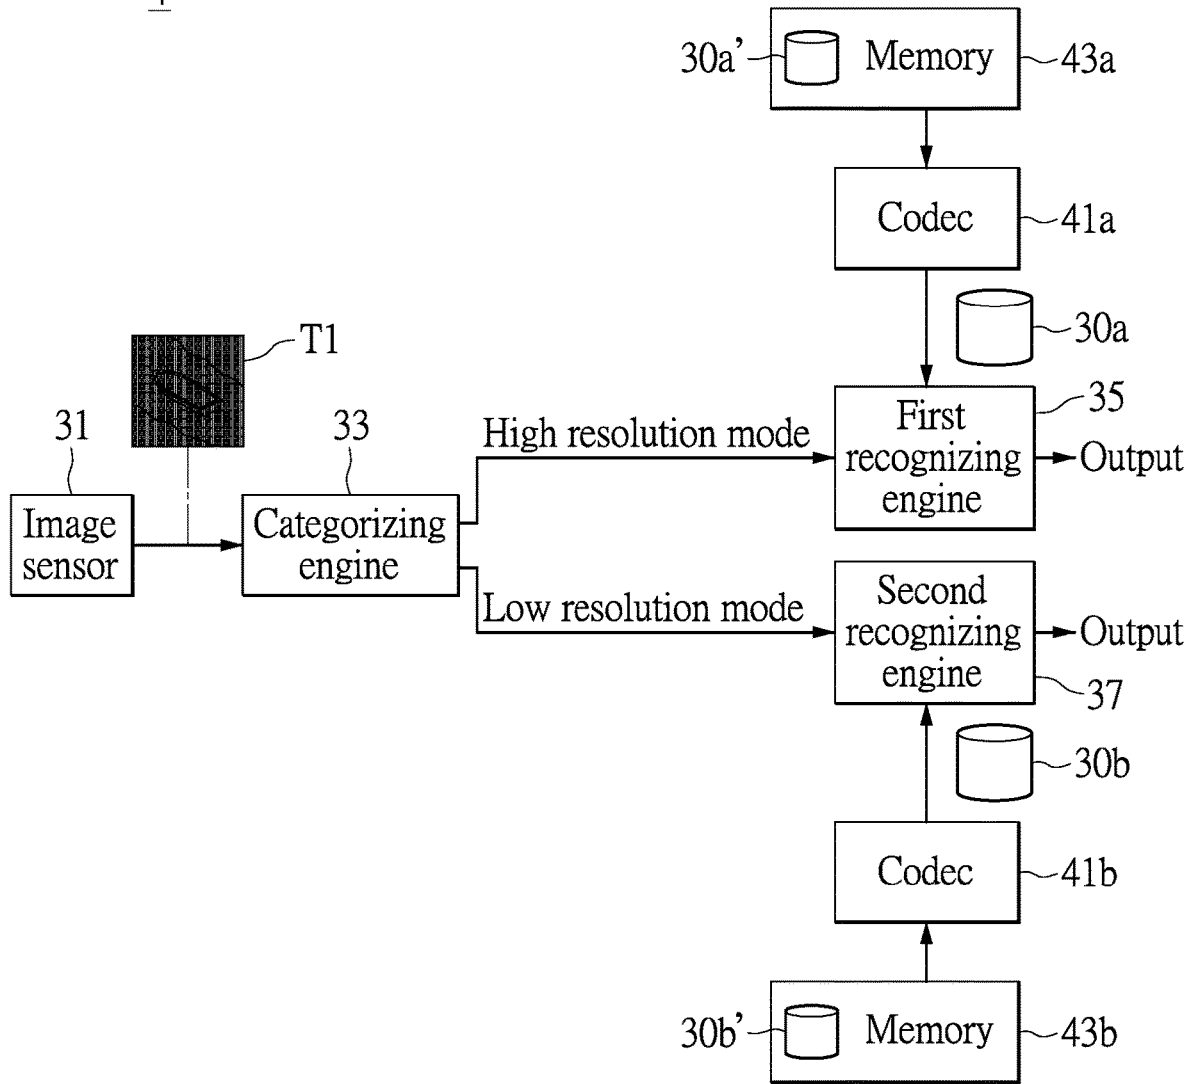 30a’ Memory 43a
Codec 41a
30a
T1
31
33
35
Image
sensor
Categorizing
engine
High resolution mode
First
recognizing
engine
Output
Low resolution mode
Second
recognizing
engine
Output
37
30b
Codec 41b
30b’ Memory 43b